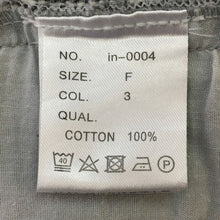 NO. in-0004
SIZE. F
COL. 3
QUAL.
COTTON 100%
40 P